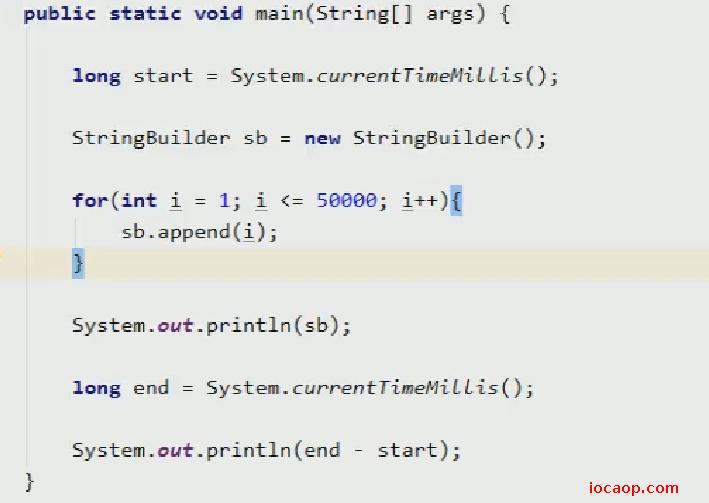 public static void main(String[] args) {
long start = System.currentTimeMillis();
StringBuilder sb = new StringBuilder();
for(int i = 1; i <= 50000; i++){
sb.append(i);
}
System.out.println(sb);
long end = System.currentTimeMillis();
System.out.println(end - start);
}
iocaop.com